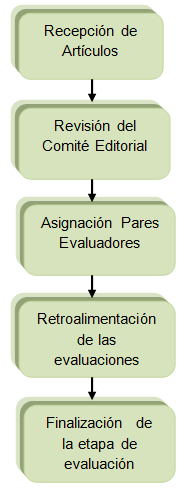 Recepción de
Artículos
Revisión del
Comité Editorial
Asignación Pares
Evaluadores
Retroalimentación
de las
evaluaciones
Finalización de
la etapa de
evaluación